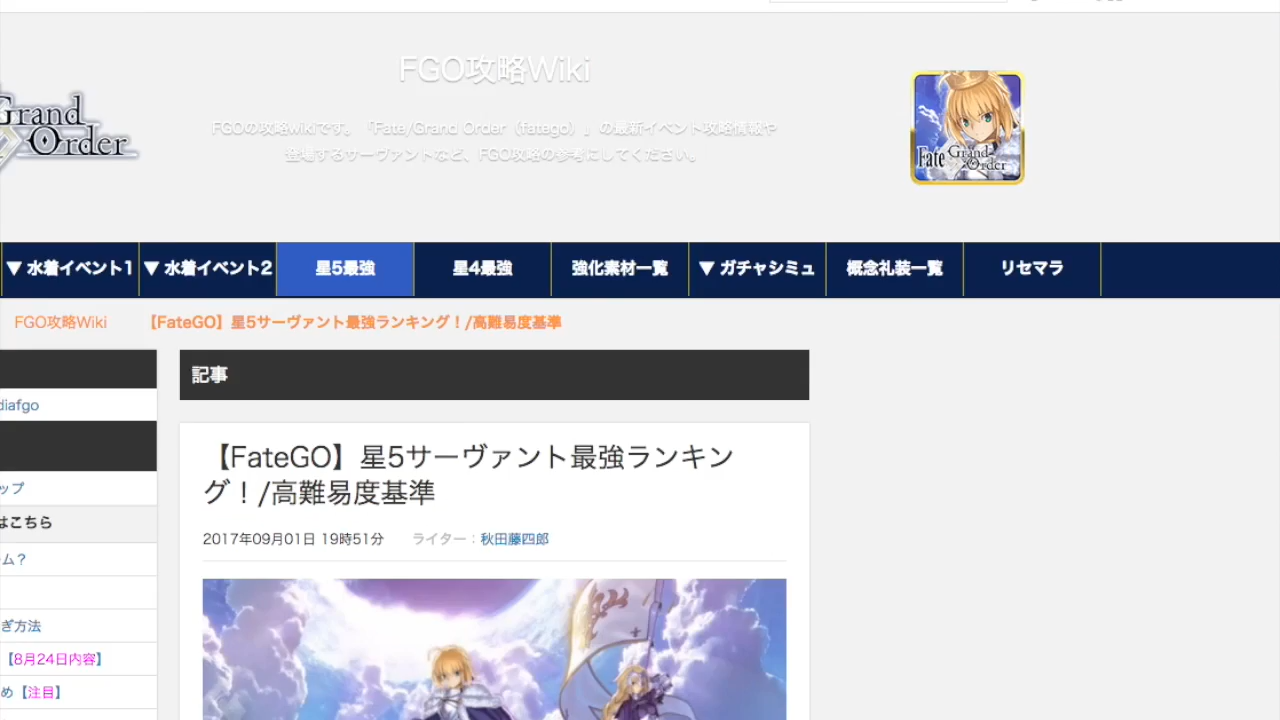 FGO攻略Wiki
FGOの攻略wikiです。「Fate/Grand Order（fatego）」の最新イベント攻略情報や
登場するサーヴァントなど、FGO攻略の参考にしてください。
Grand
Order
Fate Grand
Order
▼ 水着イベント1 ▼ 水着イベント2 星5最強 星4最強 強化素材一覧 ▼ ガチャシミュ 概念礼装一覧 リセマラ
FGO攻略Wiki 【FateGO】星5サーヴァント最強ランキング！/高難易度基準
diafgo
ップ
はこちら
ーム？
ぎ方法
【8月24日内容】
め【注目】
記事
【FateGO】星5サーヴァント最強ランキン
グ！/高難易度基準
2017年09月01日 19時51分 ライター：秋田藤四郎